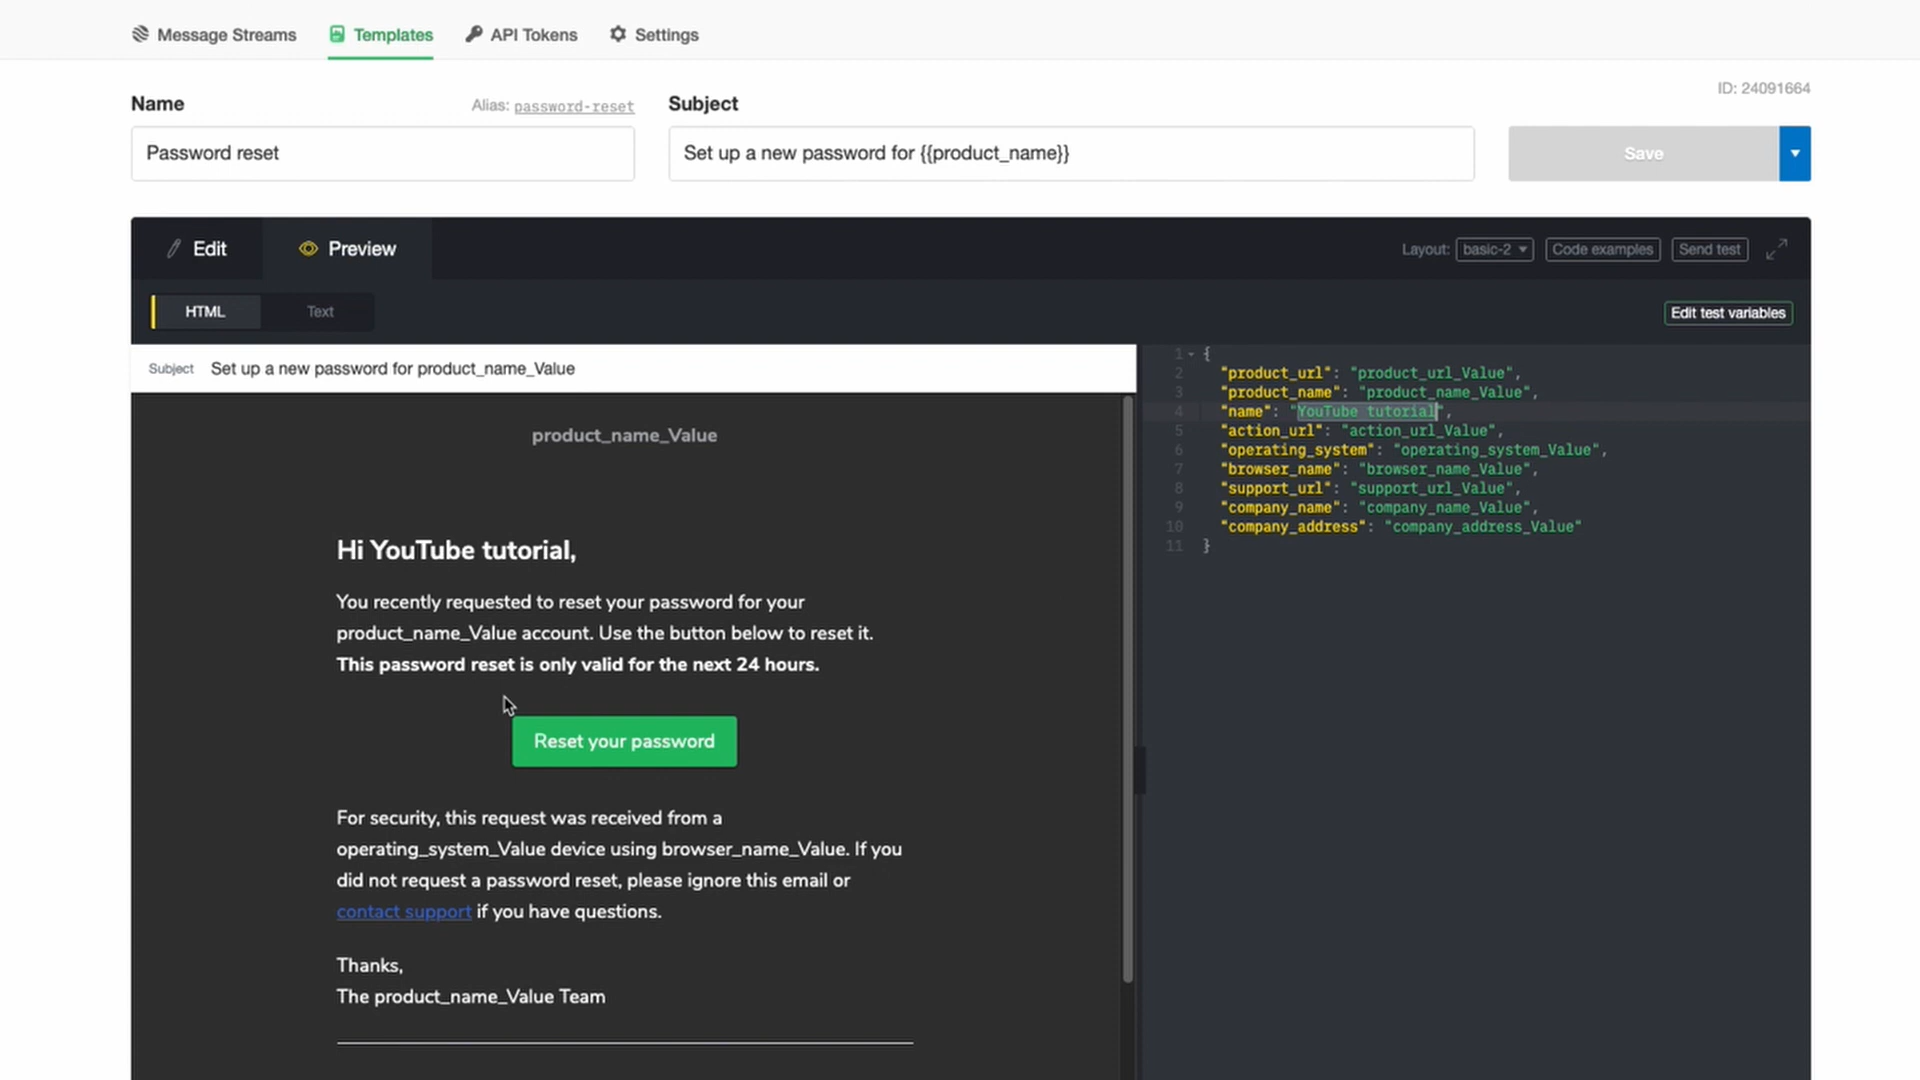 Message Streams
Templates
API Tokens
Settings
ID: 24091664
Name
Alias: password-reset
Subject
Password reset
Set up a new password for {{product_name}}
Save
Edit
Preview
Layout:
basic-2
Code examples
Send test
HTML
Text
Edit test variables
Subject
Set up a new password for product_name_Value
product_name_Value
Hi YouTube tutorial,
You recently requested to reset your password for your
product_name_Value account. Use the button below to reset it.
This password reset is only valid for the next 24 hours.
Reset your password
For security, this request was received from a
operating_system_Value device using browser_name_Value. If you
did not request a password reset, please ignore this email or
contact support if you have questions.
Thanks,
The product_name_Value Team
1 {
2 "product_url": "product_url_Value",
3 "product_name": "product_name_Value",
4 "name": "YouTube tutorial",
5 "action_url": "action_url_Value",
6 "operating_system": "operating_system_Value",
7 "browser_name": "browser_name_Value",
8 "support_url": "support_url_Value",
9 "company_name": "company_name_Value",
10 "company_address": "company_address_Value"
11 }